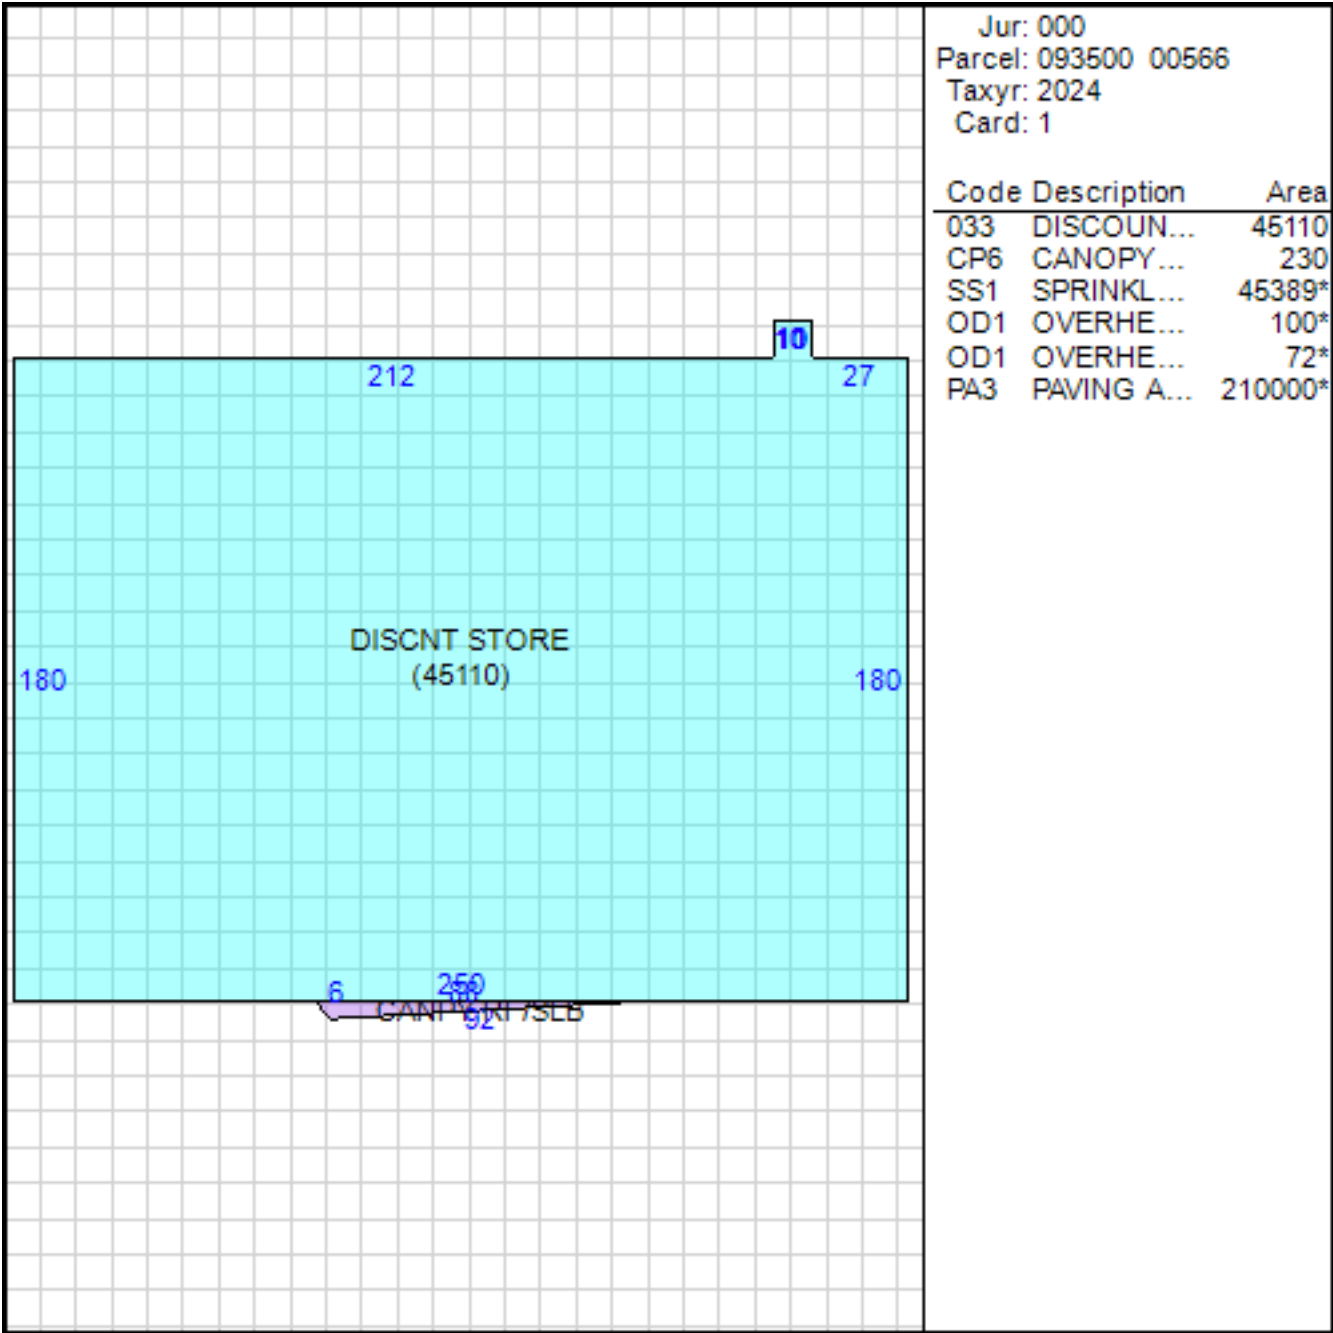 Jur: 000
Parcel: 093500 00566
Taxyr: 2024
Card: 1
Code Description Area
033 DISCOUN... 45110
CP6 CANOPY... 230
SS1 SPRINKL... 45389*
OD1 OVERHE... 100*
OD1 OVERHE... 72*
PA3 PAVING A... 210000*
10
212 27
DISCNT STORE
(45110)
180 180
6 250
92